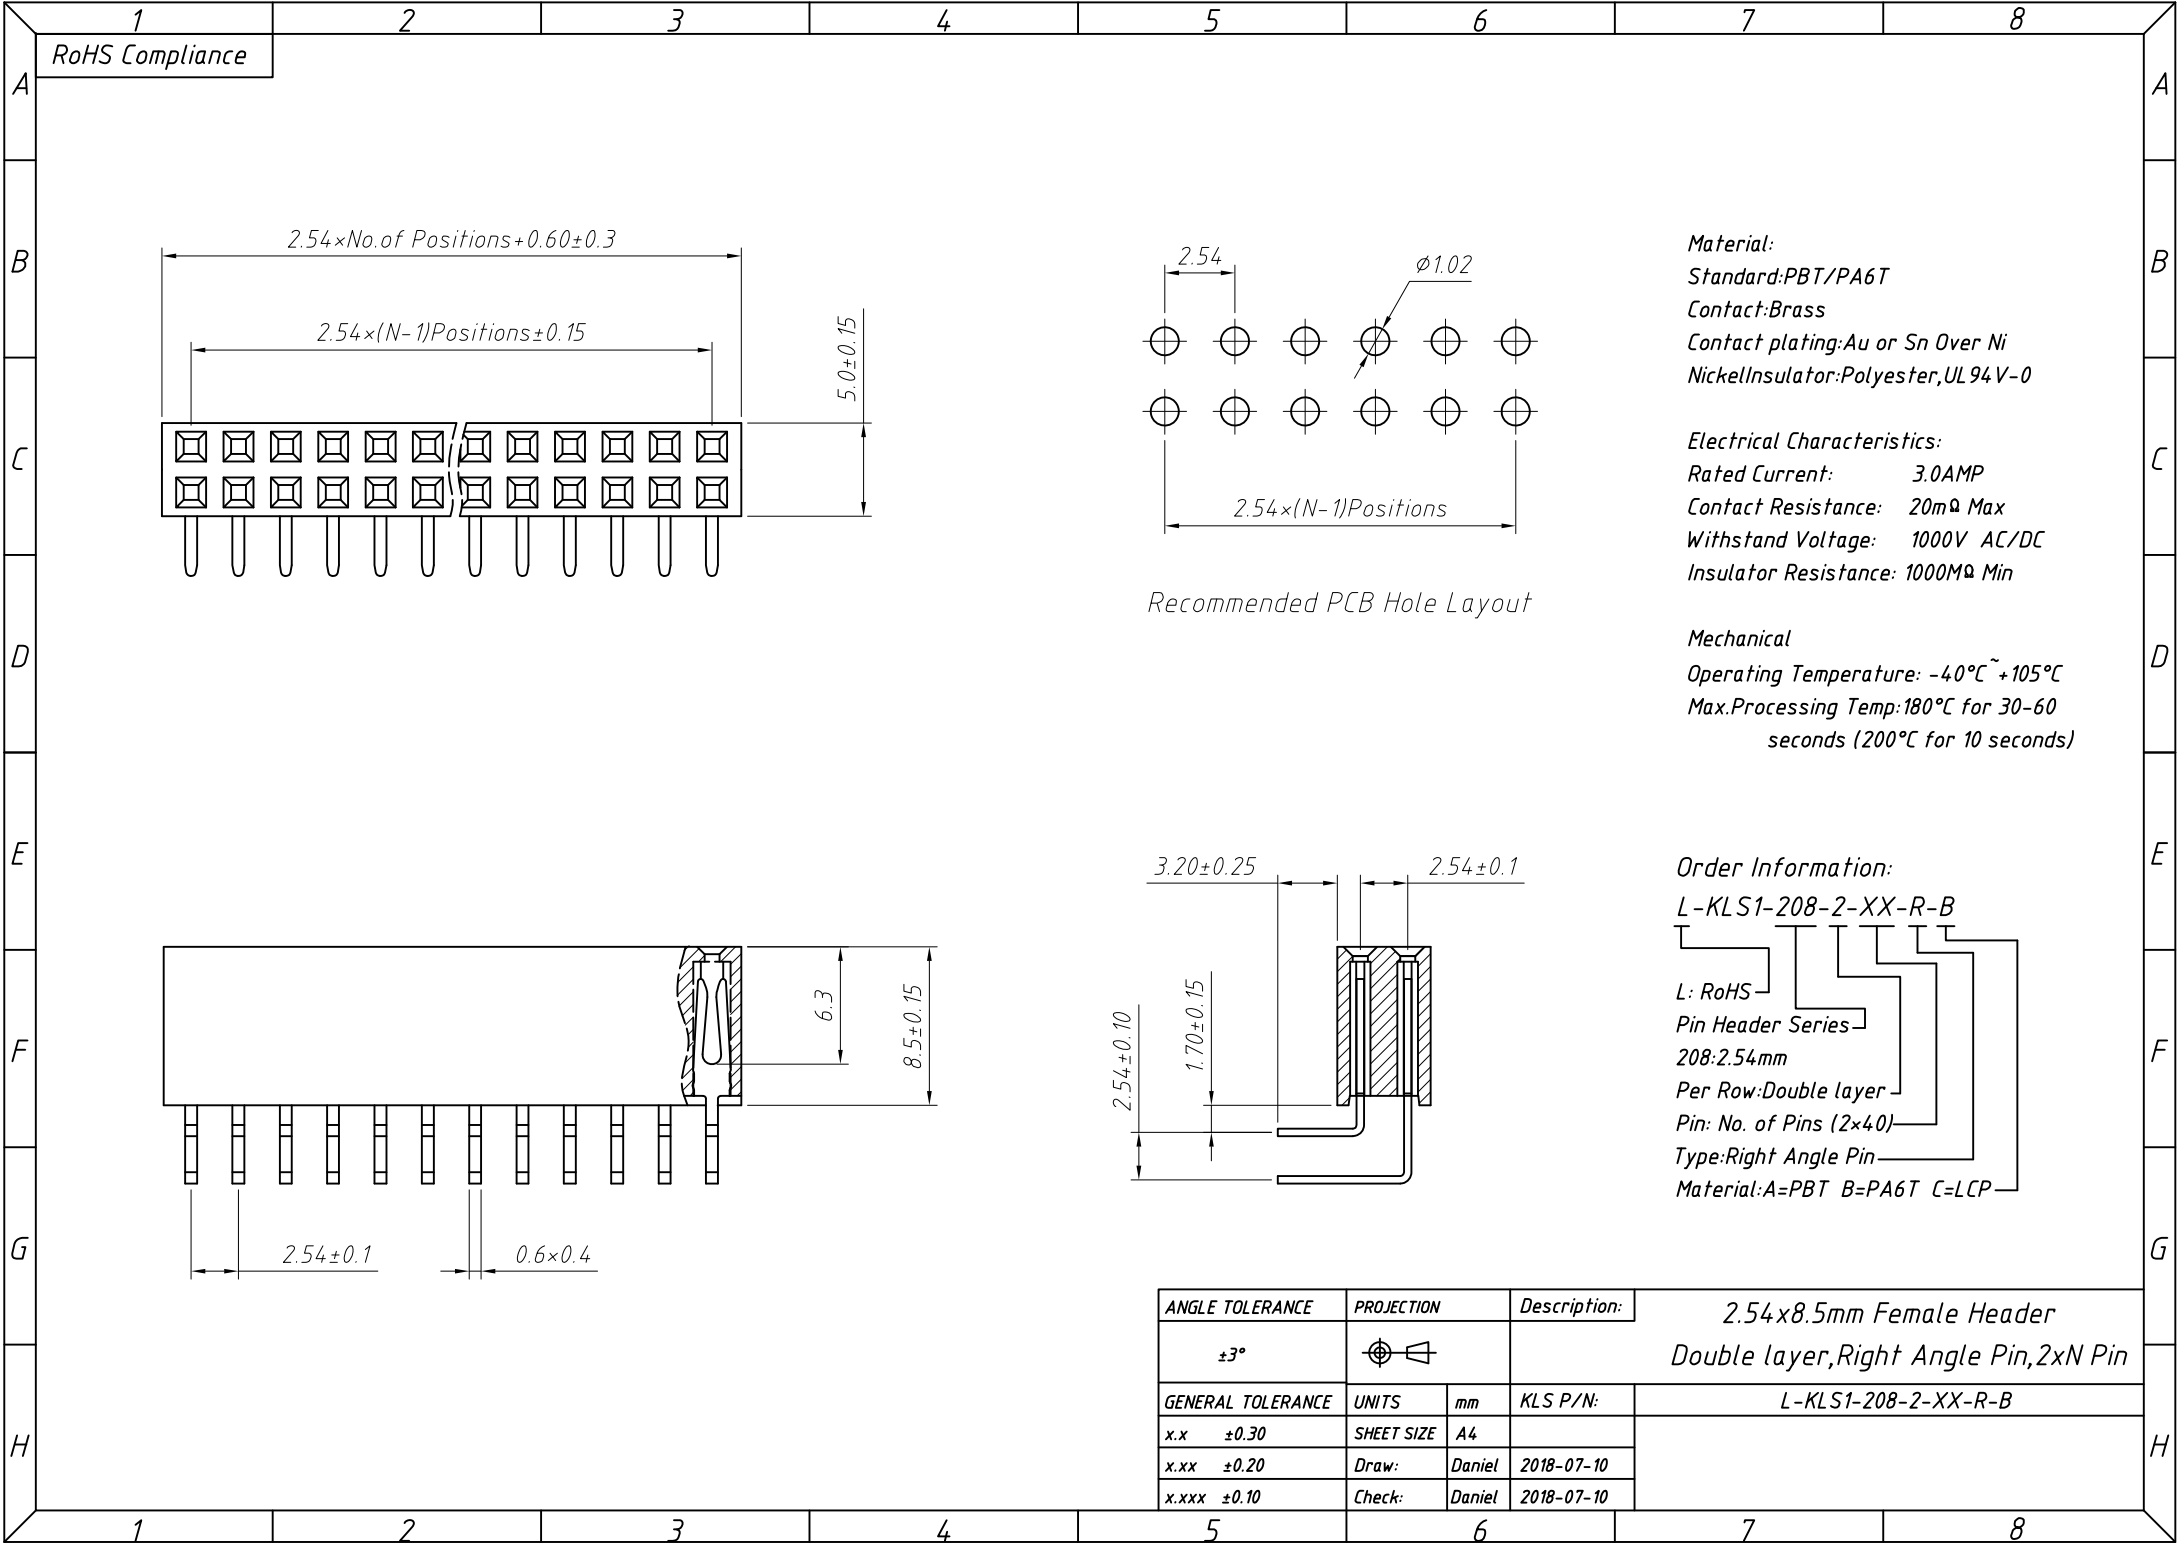 1 2 3 4 5 6 7 8
RoHS Compliance
A A
B B
C C
D D
E E
F F
G G
H H
2.54×No.of Positions+0.60±0.3
2.54×(N-1)Positions±0.15
5.0±0.15
2.54
Ø1.02
2.54×(N-1)Positions
Recommended PCB Hole Layout
Material:
Standard:PBT/PA6T
Contact:Brass
Contact plating:Au or Sn Over Ni
NickelInsulator:Polyester,UL94V-0
Electrical Characteristics:
Rated Current: 3.0AMP
Contact Resistance: 20mΩ Max
Withstand Voltage: 1000V AC/DC
Insulator Resistance: 1000MΩ Min
Mechanical
Operating Temperature: -40°C~+105°C
Max.Processing Temp:180°C for 30-60
seconds (200°C for 10 seconds)
6.3
8.5±0.15
2.54±0.1
0.6×0.4
3.20±0.25
2.54±0.1
2.54±0.10
1.70±0.15
Order Information:
L-KLS1-208-2-XX-R-B
L: RoHS
Pin Header Series
208:2.54mm
Per Row:Double layer
Pin: No. of Pins (2×40)
Type:Right Angle Pin
Material:A=PBT B=PA6T C=LCP
ANGLE TOLERANCE PROJECTION Description: 2.54x8.5mm Female Header
±3° Double layer,Right Angle Pin,2xN Pin
GENERAL TOLERANCE UNITS mm KLS P/N: L-KLS1-208-2-XX-R-B
x.x ±0.30 SHEET SIZE A4
x.xx ±0.20 Draw: Daniel 2018-07-10
x.xxx ±0.10 Check: Daniel 2018-07-10
1 2 3 4 5 6 7 8